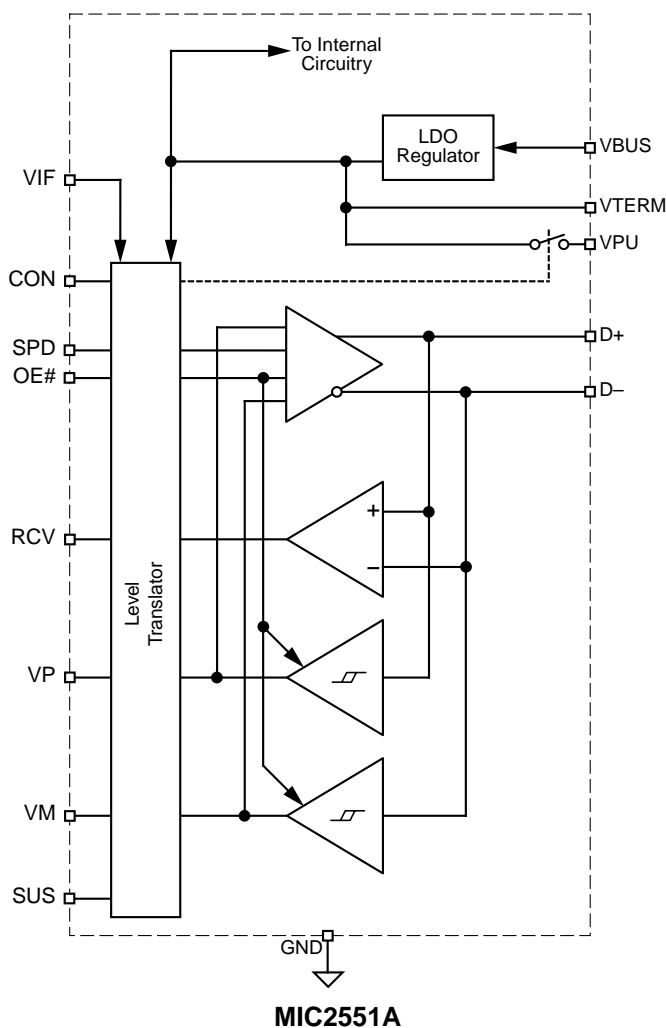 To Internal
Circuitry
LDO
Regulator
VBUS
VIF
VTERM
VPU
CON
D+
SPD
OE#
D–
+
RCV
–
Level
Translator
VP
VM
SUS
GND
MIC2551A